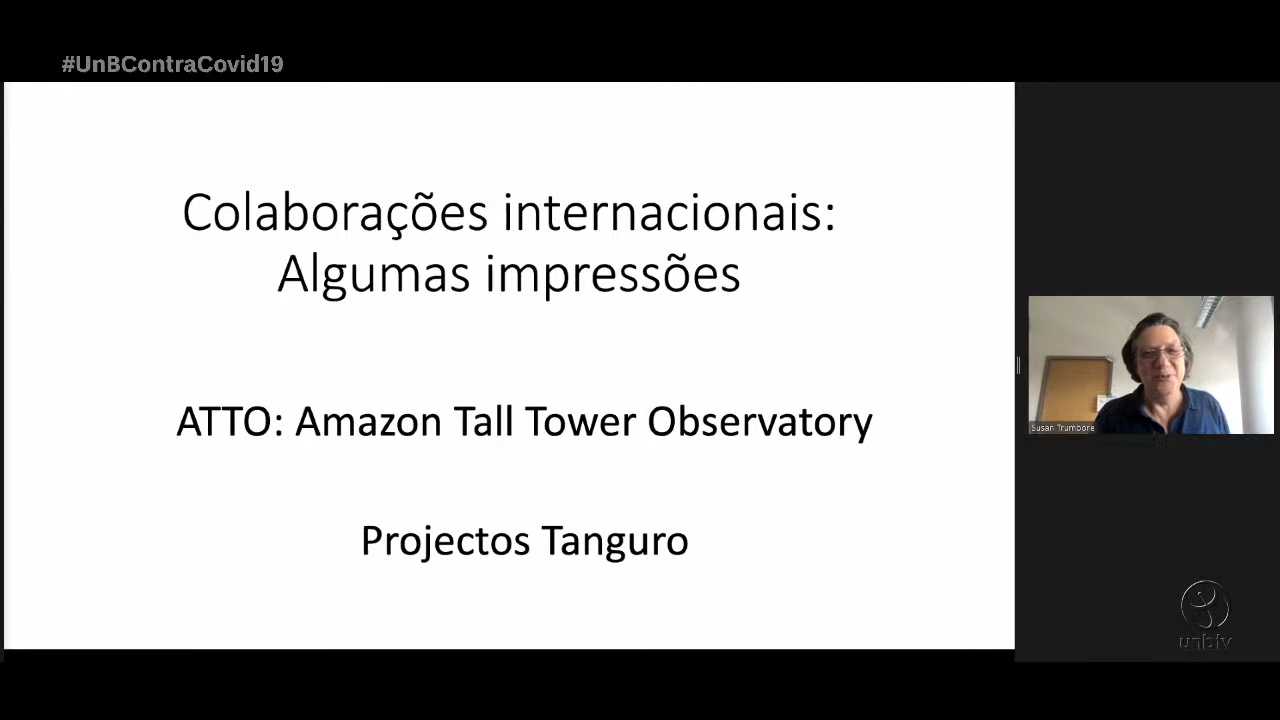 #UnBContraCovid19
Colaborações internacionais:
Algumas impressões
ATTO: Amazon Tall Tower Observatory
Projectos Tanguro
Susan Trumbore
unbtv